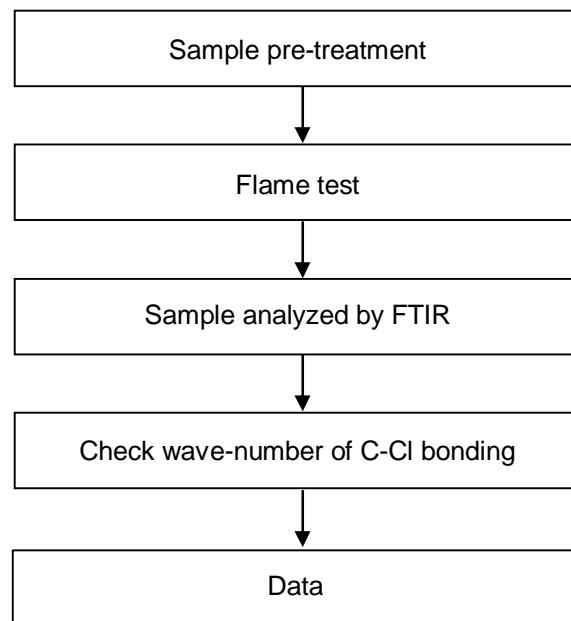 Sample pre-treatment
Flame test
Sample analyzed by FTIR
Check wave-number of C-Cl bonding
Data